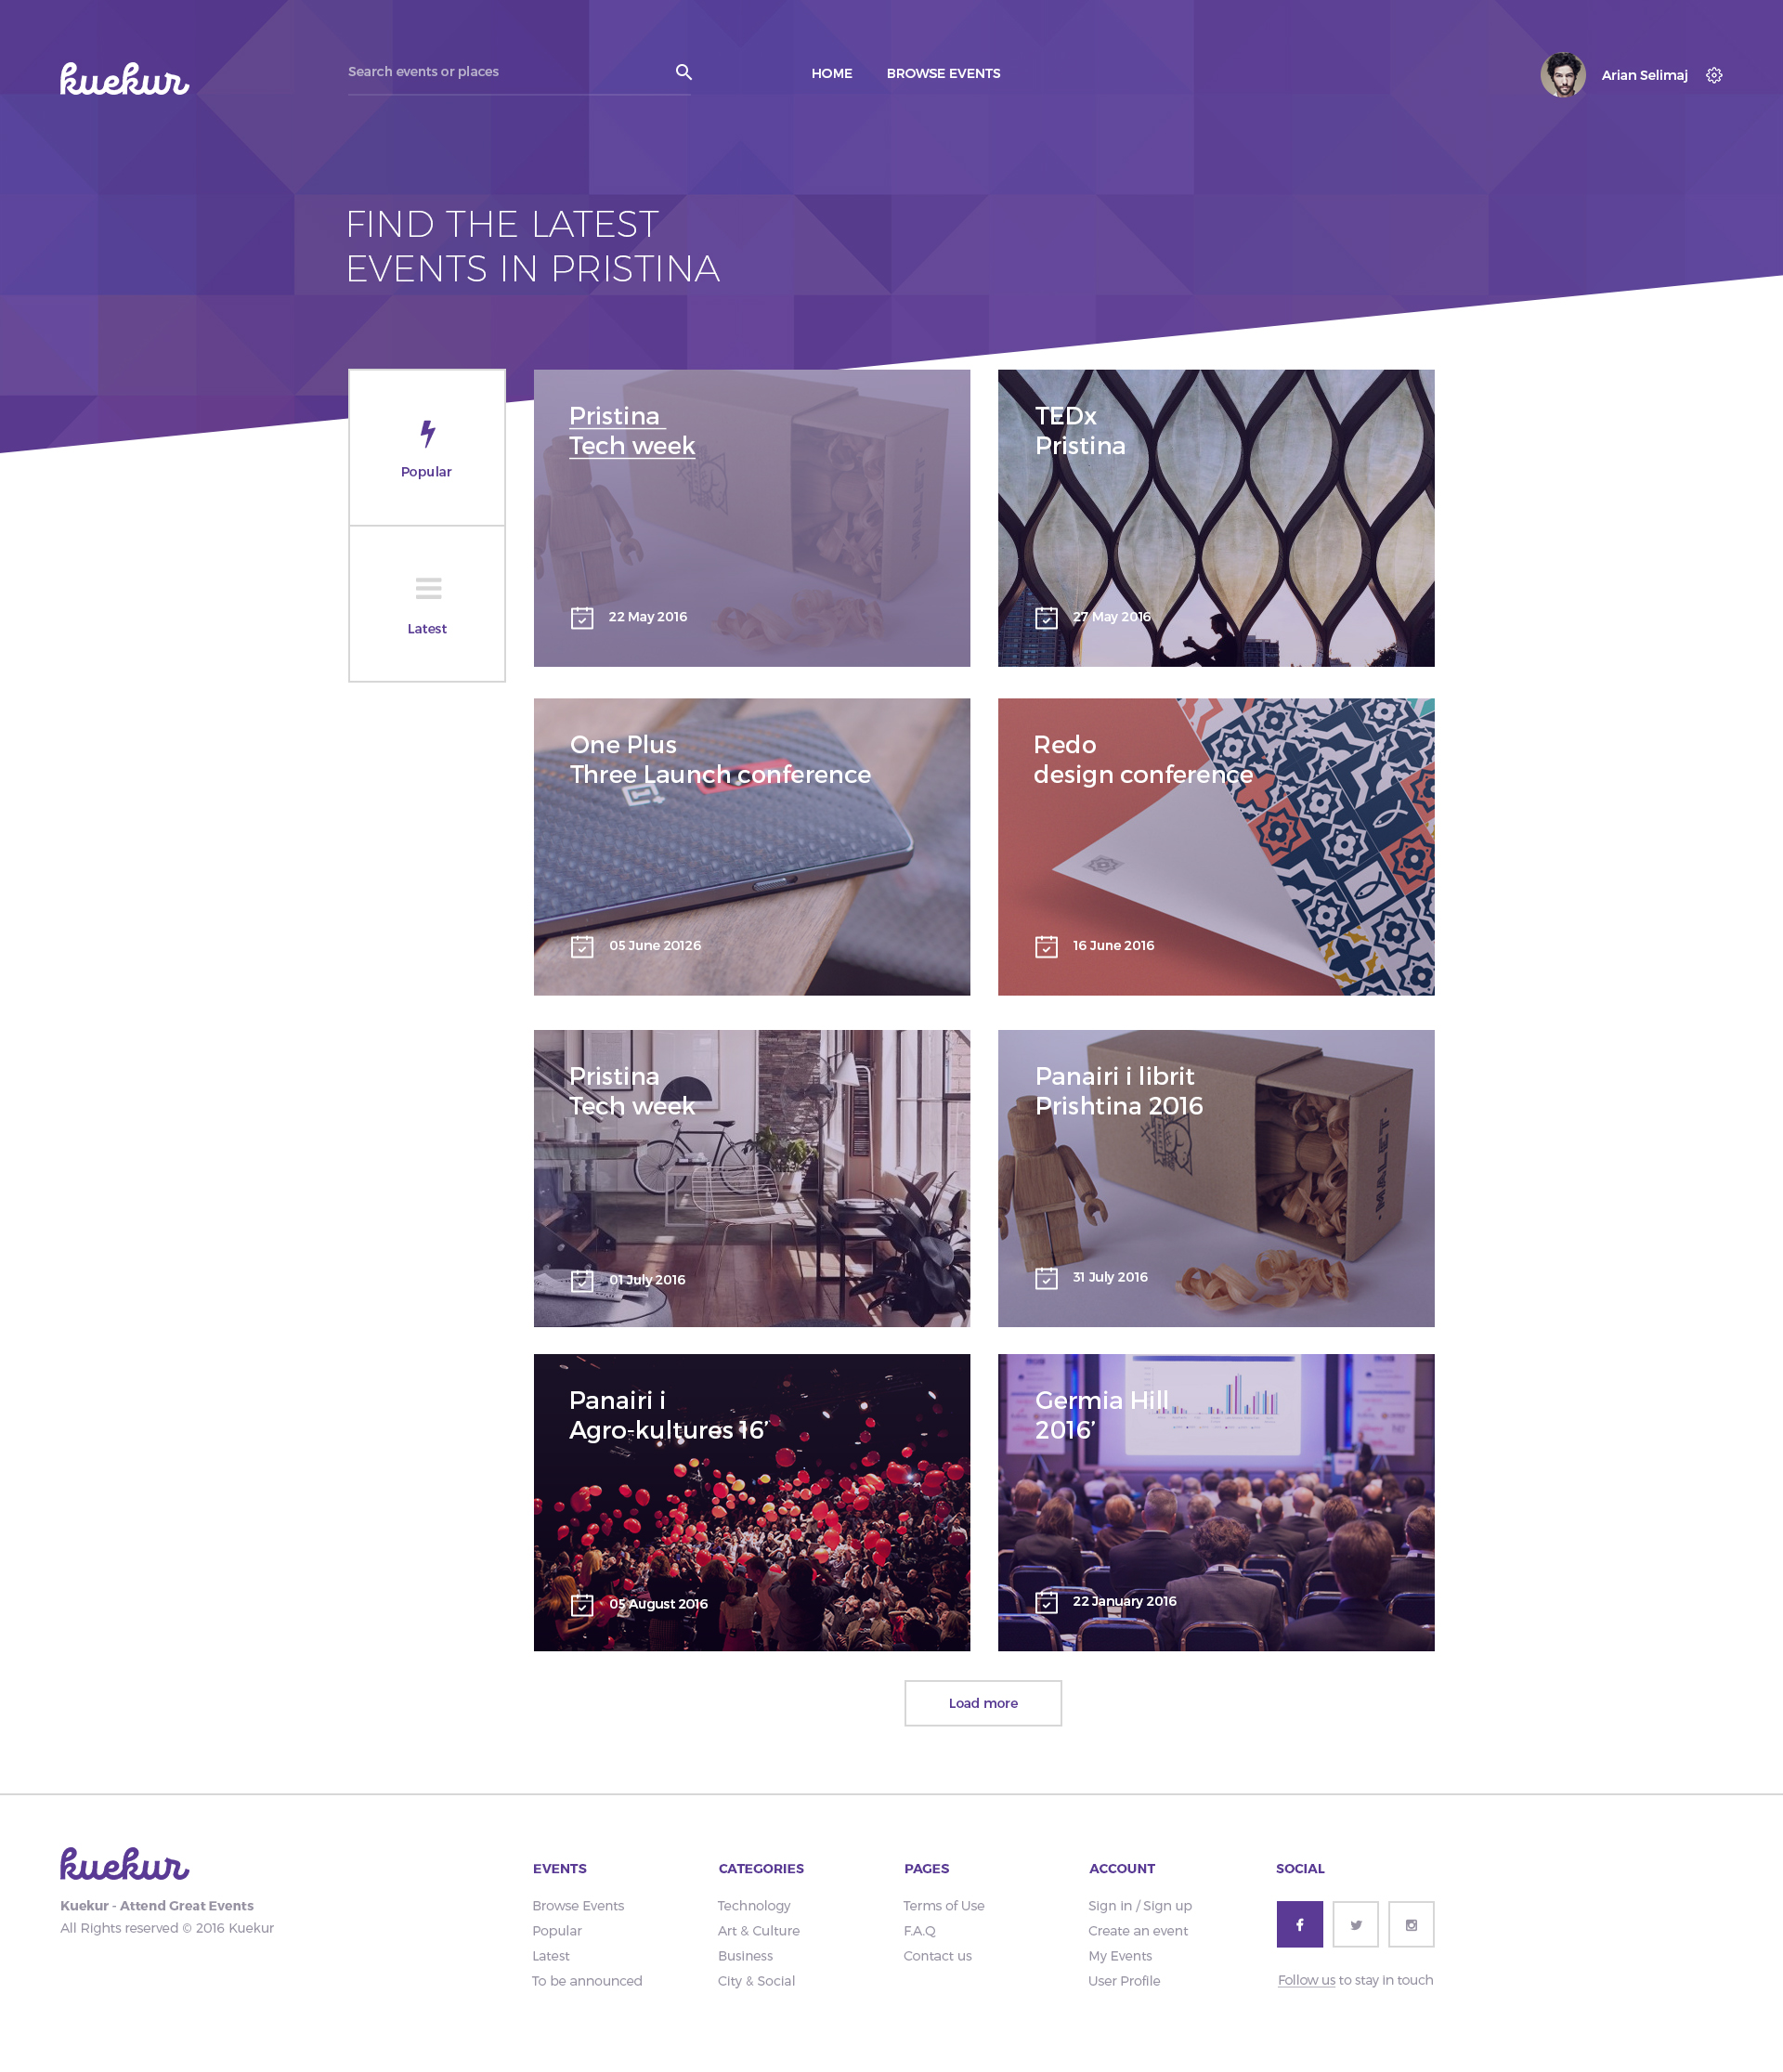 kuekur
Search events or places
HOME
BROWSE EVENTS
Arian Selimaj
FIND THE LATEST
EVENTS IN PRISTINA
Popular
Latest
Pristina
Tech week
MALET
22 May 2016
TEDx
Pristina
27 May 2016
One Plus
Three Launch conference
05 June 20126
Redo
design conference
16 June 2016
Pristina
Tech week
01 July 2016
Panairi i librit
Prishtina 2016
MALET
31 July 2016
Panairi i
Agro-kultures 16’
05 August 2016
Germia Hill
2016’
22 January 2016
Load more
kuekur
Kuekur - Attend Great Events
All Rights reserved © 2016 Kuekur
EVENTS
Browse Events
Popular
Latest
To be announced
CATEGORIES
Technology
Art & Culture
Business
City & Social
PAGES
Terms of Use
F.A.Q
Contact us
ACCOUNT
Sign in / Sign up
Create an event
My Events
User Profile
SOCIAL
Follow us to stay in touch